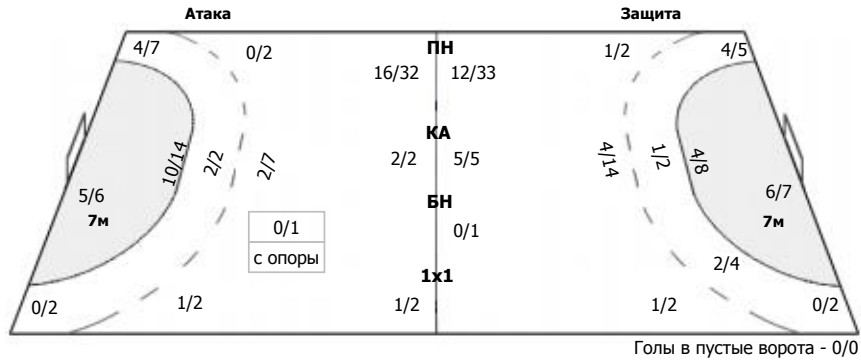 Атака Защита
4/7 0/2 ПН 1/2 4/5
16/32 12/33
КА
10/14 2/2 2/7 2/2 5/5 4/14 1/2 4/8
5/6 6/7
7м 7м
БН
0/1 0/1
с опоры 2/4
1x1
0/2 1/2 1/2 1/2 0/2
Голы в пустые ворота - 0/0